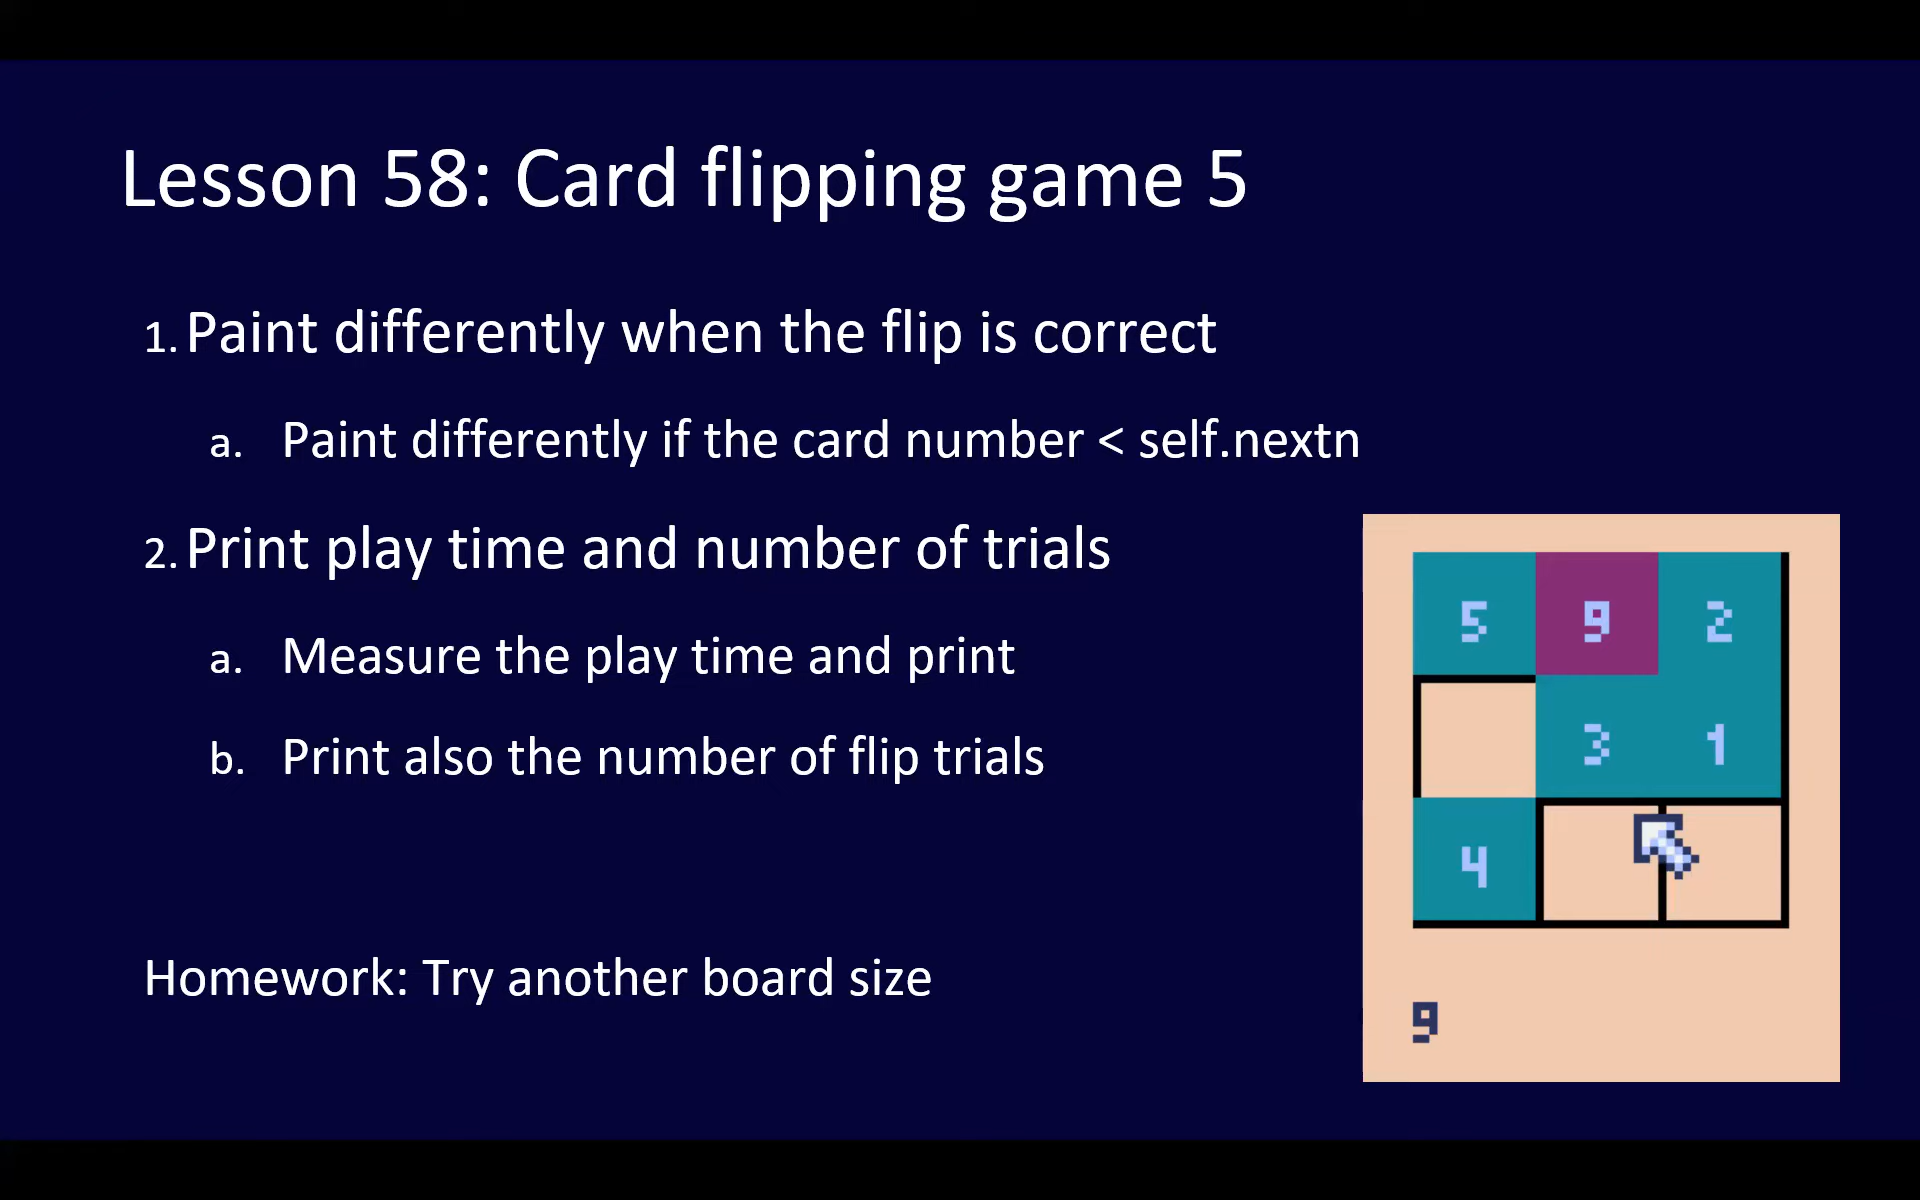 Lesson 58: Card flipping game 5
1. Paint differently when the flip is correct
a. Paint differently if the card number < self.nextn
2. Print play time and number of trials
a. Measure the play time and print
b. Print also the number of flip trials
Homework: Try another board size
5 9 2
3 1
4
9